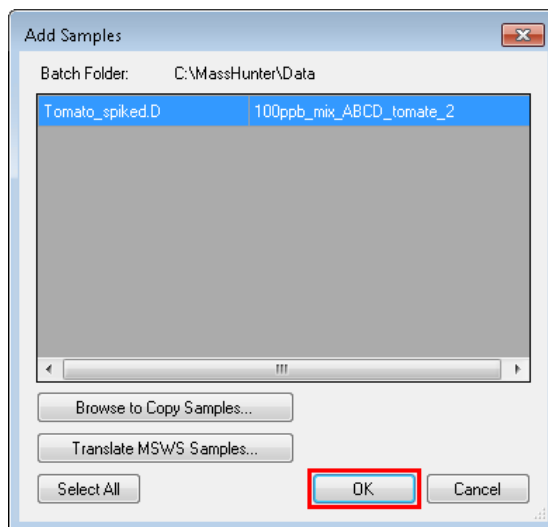 Add Samples
Batch Folder: C:\MassHunter\Data
Tomato_spiked.D 100ppb_mix_ABCD_tomate_2
Browse to Copy Samples...
Translate MSWS Samples...
Select All OK Cancel